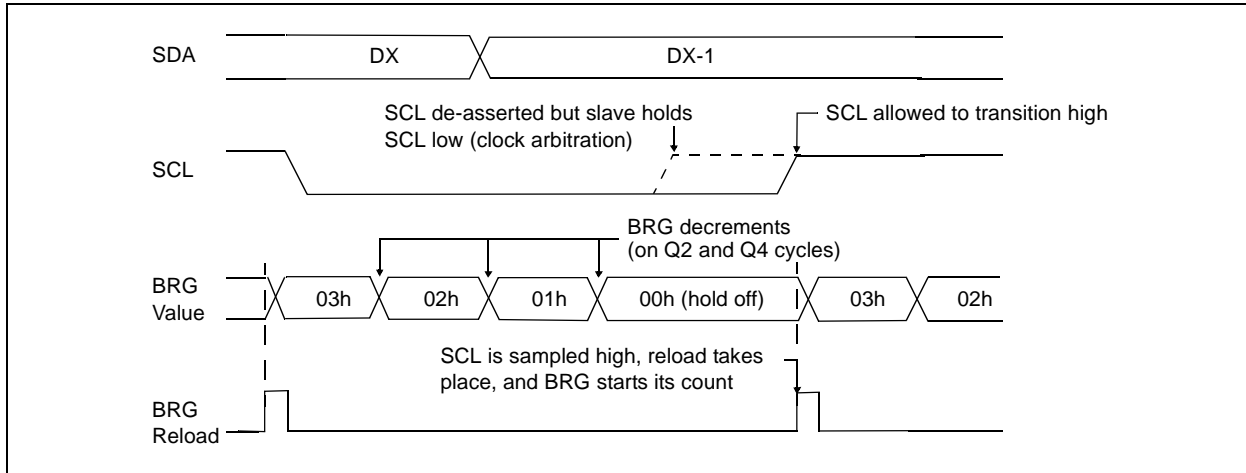 SDA
DX
DX-1
SCL de-asserted but slave holds
SCL low (clock arbitration)
SCL allowed to transition high
SCL
BRG decrements
(on Q2 and Q4 cycles)
BRG
Value
03h
02h
01h
00h (hold off)
03h
02h
SCL is sampled high, reload takes
place, and BRG starts its count
BRG
Reload